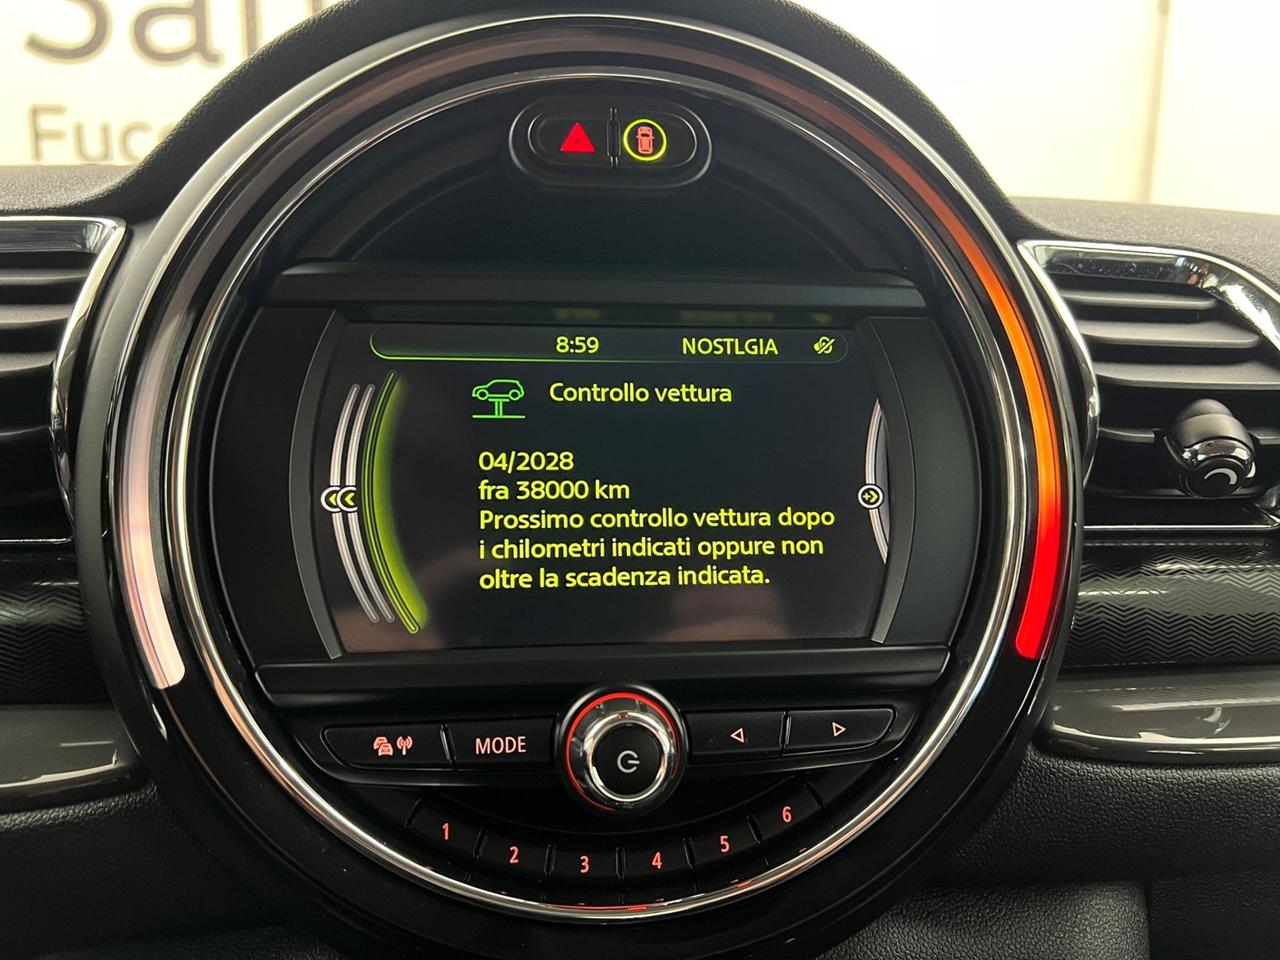 8:59 NOSTLGIA
Controllo vettura
04/2028
fra 38000 km
Prossimo controllo vettura dopo
i chilometri indicati oppure non
oltre la scadenza indicata.
MODE
1 2 3 4 5 6